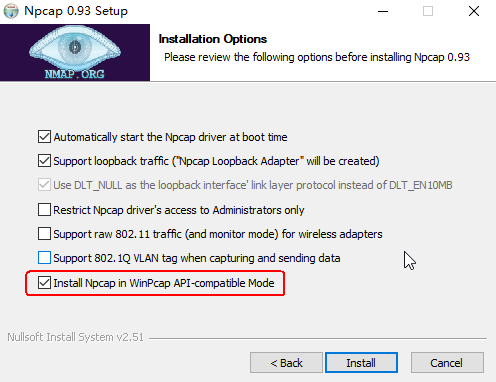 Npcap 0.93 Setup
NMAP.ORG
Installation Options
Please review the following options before installing Npcap 0.93
Automatically start the Npcap driver at boot time
Support loopback traffic ("Npcap Loopback Adapter" will be created)
Use DLT_NULL as the loopback interface' link layer protocol instead of DLT_EN10MB
Restrict Npcap driver's access to Administrators only
Support raw 802.11 traffic (and monitor mode) for wireless adapters
Support 802.1Q VLAN tag when capturing and sending data
Install Npcap in WinPcap API-compatible Mode
Nullsoft Install System v2.51
< Back
Install
Cancel